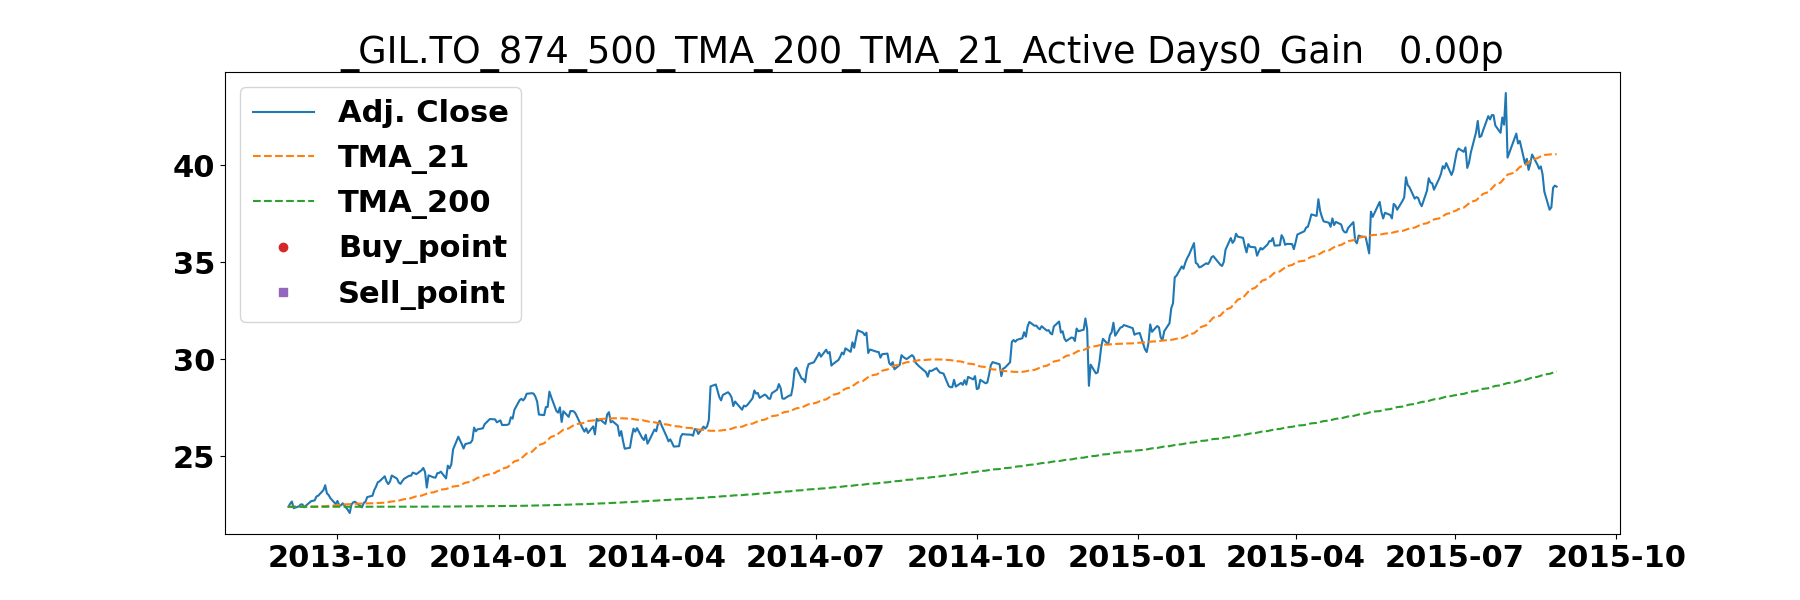 _GIL.TO_874_500_TMA_200_TMA_21_Active Days0_Gain   0.00p
Adj. Close
TMA_21
TMA_200
Buy_point
Sell_point
40
35
30
25
2013-10 2014-01 2014-04 2014-07 2014-10 2015-01 2015-04 2015-07 2015-10